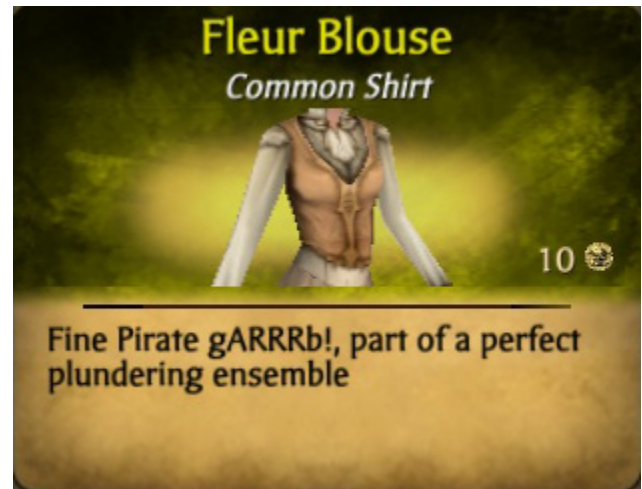 Fleur Blouse
Common Shirt
10
Fine Pirate gARRRb!, part of a perfect
plundering ensemble